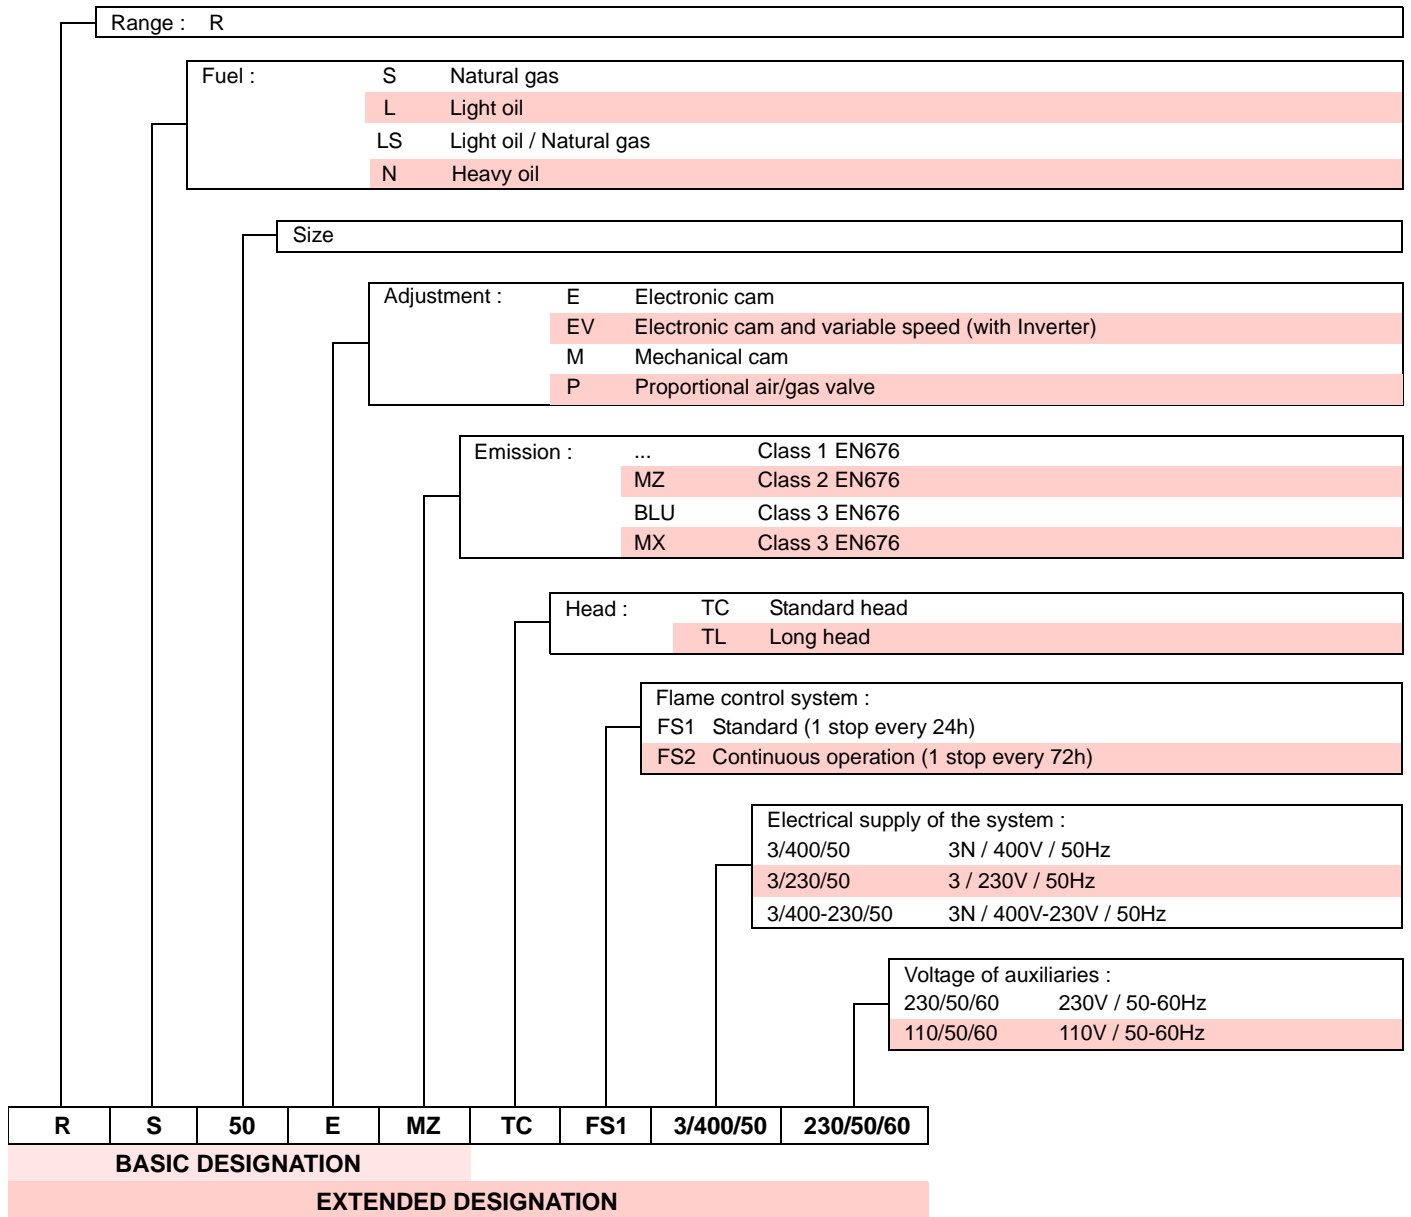 Range : R
Fuel : S Natural gas
L Light oil
LS Light oil / Natural gas
N Heavy oil
Size
Adjustment : E Electronic cam
EV Electronic cam and variable speed (with Inverter)
M Mechanical cam
P Proportional air/gas valve
Emission : ... Class 1 EN676
MZ Class 2 EN676
BLU Class 3 EN676
MX Class 3 EN676
Head : TC Standard head
TL Long head
Flame control system :
FS1 Standard (1 stop every 24h)
FS2 Continuous operation (1 stop every 72h)
Electrical supply of the system :
3/400/50 3N / 400V / 50Hz
3/230/50 3 / 230V / 50Hz
3/400-230/50 3N / 400V-230V / 50Hz
Voltage of auxiliaries :
230/50/60 230V / 50-60Hz
110/50/60 110V / 50-60Hz
R S 50 E MZ TC FS1 3/400/50 230/50/60
BASIC DESIGNATION
EXTENDED DESIGNATION